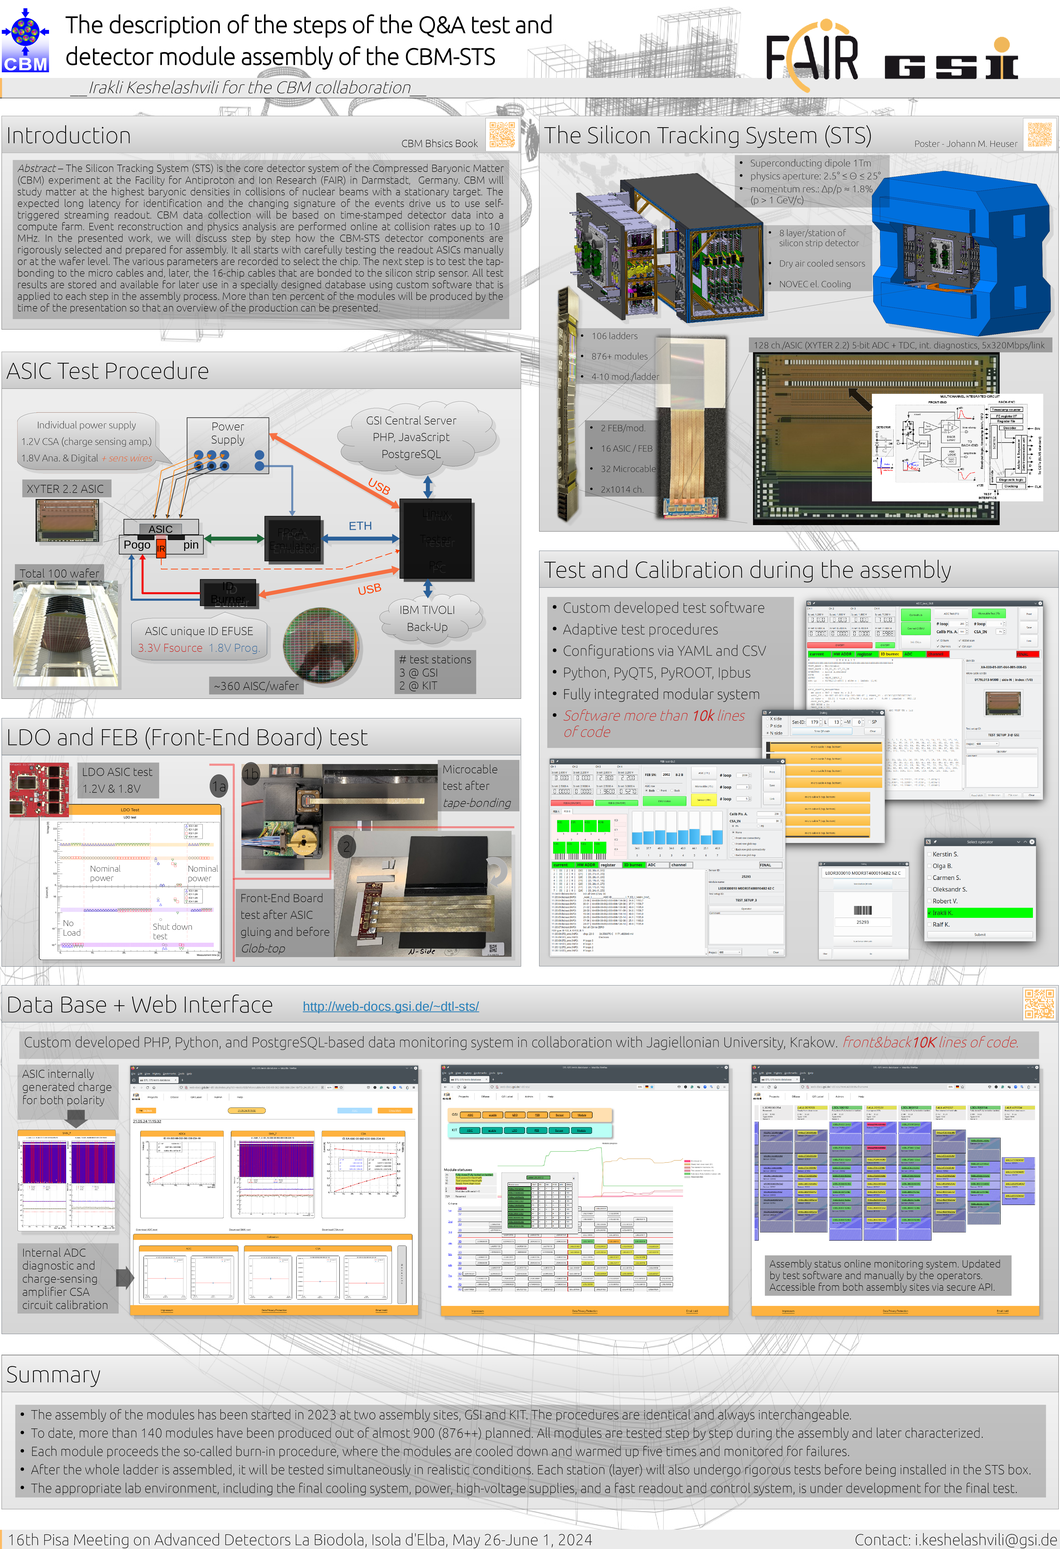 The description of the steps of the Q&A test and
detector module assembly of the CBM-STS
CBM
FAIR
GSI
__Irakli Keshelashvili for the CBM collaboration__
Introduction
CBM Bhsics Book
Abstract – The Silicon Tracking System (STS) is the core detector system of the Compressed Baryonic Matter
(CBM) experiment at the Facility for Antiproton and Ion Research (FAIR) in Darmstadt, Germany. CBM will
study matter at the highest baryonic densities in collisions of nuclear beams with a stationary target. The
expected long latency for identification and the changing signature of the events drive us to use self-
triggered streaming readout. CBM data collection will be based on time-stamped detector data into a
compute farm. Event reconstruction and physics analysis are performed online at collision rates up to 10
MHz. In the presented work, we will discuss step by step how the CBM-STS detector components are
rigorously selected and prepared for assembly. It all starts with carefully testing the readout ASICs manually
or at the wafer level. The various parameters are recorded to select the chip. The next step is to test the tap-
bonding to the micro cables and, later, the 16-chip cables that are bonded to the silicon strip sensor. All test
results are stored and available for later use in a specially designed database using custom software that is
applied to each step in the assembly process. More than ten percent of the modules will be produced by the
time of the presentation so that an overview of the production can be presented.
The Silicon Tracking System (STS)
Poster - Johann M. Heuser
• Superconducting dipole 1Tm
• physics aperture: 2.5° ≤ Θ ≤ 25°
• momentum res.: Δp/p ≈ 1.8%
(p > 1 GeV/c)
• 8 layer/station of
silicon strip detector
• Dry air cooled sensors
• NOVEC el. Cooling
• 106 ladders
• 876+ modules
• 4-10 mod./ladder
128 ch./ASIC (XYTER 2.2) 5-bit ADC + TDC, int. diagnostics, 5x320Mbps/link
• 2 FEB/mod.
• 16 ASIC / FEB
• 32 Microcable
• 2x1014 ch.
ASIC Test Procedure
Individual power supply
1.2V CSA (charge sensing amp.)
1.8V Ana. & Digital + sens wires
Power
Supply
GSI Central Server
PHP, JavaScript
PostgreSQL
XYTER 2.2 ASIC
USB
ASIC
Pogo
IR
pin
ETH
Total 100 wafer
USB
ASIC unique ID EFUSE
3.3V Fsource 1.8V Prog.
IBM TIVOLI
Back-Up
~360 AISC/wafer
# test stations
3 @ GSI
2 @ KIT
Test and Calibration during the assembly
• Custom developed test software
• Adaptive test procedures
• Configurations via YAML and CSV
• Python, PyQT5, PyROOT, Ipbus
• Fully integrated modular system
• Software more than 10k lines
of code
Kerstin S.
Olga B.
Carmen S.
Oleksandr S.
Robert V.
Irakli K.
Ralf K.
LDO and FEB (Front-End Board) test
LDO ASIC test
1.2V & 1.8V
1a
1b
Microcable
test after
tape-bonding
LDO Test
Nominal
power
Nominal
power
No
Load
Shut down
test
2
Front-End Board
test after ASIC
gluing and before
Glob-top
N-Side
Data Base + Web Interface
http://web-docs.gsi.de/~dtl-sts/
Custom developed PHP, Python, and PostgreSQL-based data monitoring system in collaboration with Jagiellonian University, Krakow. front&back10K lines of code.
ASIC internally
generated charge
for both polarity
Internal ADC
diagnostic and
charge-sensing
amplifier CSA
circuit calibration
Assembly status online monitoring system. Updated
by test software and manually by the operators.
Accessible from both assembly sites via secure API.
Summary
• The assembly of the modules has been started in 2023 at two assembly sites, GSI and KIT. The procedures are identical and always interchangeable.
• To date, more than 140 modules have been produced out of almost 900 (876++) planned. All modules are tested step by step during the assembly and later characterized.
• Each module proceeds the so-called burn-in procedure, where the modules are cooled down and warmed up five times and monitored for failures.
• After the whole ladder is assembled, it will be tested simultaneously in realistic conditions. Each station (layer) will also undergo rigorous tests before being installed in the STS box.
• The appropriate lab environment, including the final cooling system, power, high-voltage supplies, and a fast readout and control system, is under development for the final test.
16th Pisa Meeting on Advanced Detectors La Biodola, Isola d'Elba, May 26-June 1, 2024
Contact: i.keshelashvili@gsi.de